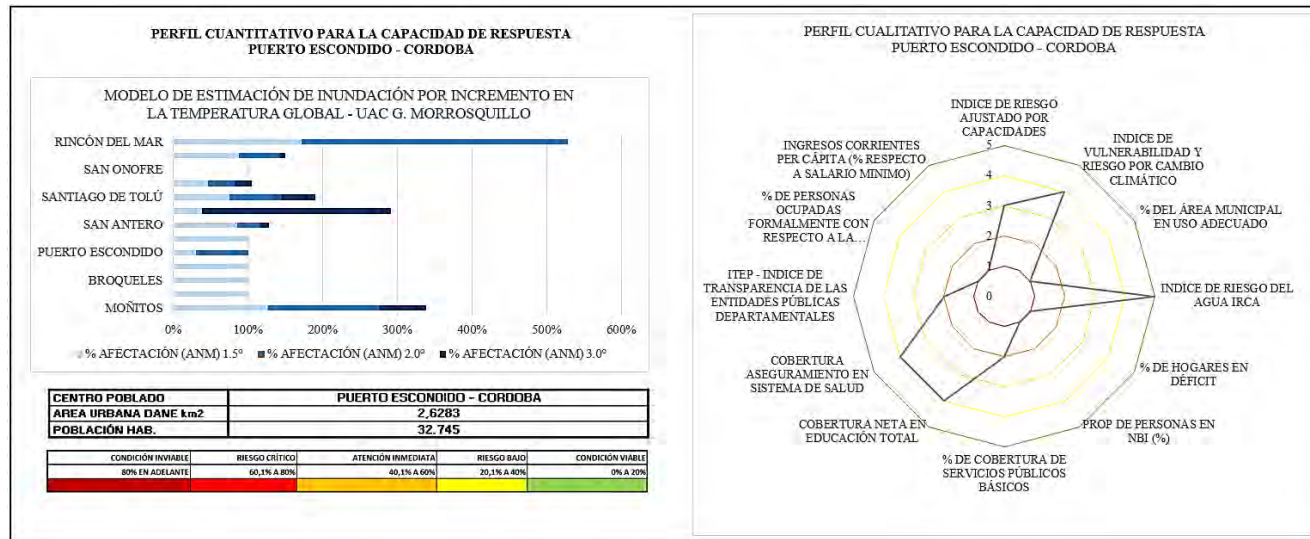 PERFIL CUANTITATIVO PARA LA CAPACIDAD DE RESPUESTA
PUERTO ESCONDIDO - CORDOBA
MODELO DE ESTIMACIÓN DE INUNDACIÓN POR INCREMENTO EN
LA TEMPERATURA GLOBAL - UAC G. MORROSQUILLO
RINCÓN DEL MAR
SAN ONOFRE
SANTIAGO DE TOLÚ
SAN ANTERO
PUERTO ESCONDIDO
BROQUELES
MOÑITOS
0% 100% 200% 300% 400% 500% 600%
% AFECTACIÓN (ANM) 1.5° % AFECTACIÓN (ANM) 2.0° % AFECTACIÓN (ANM) 3.0°
CENTRO POBLADO PUERTO ESCONDIDO - CORDOBA
AREA URBANA DANE km2 2,6283
POBLACIÓN HAB. 32.745
CONDICIÓN INVIABLE RIESGO CRÍTICO ATENCIÓN INMEDIATA RIESGO BAJO CONDICIÓN VIABLE
80% EN ADELANTE 60,1% A 80% 40,1% A 60% 20,1% A 40% 0% A 20%
PERFIL CUALITATIVO PARA LA CAPACIDAD DE RESPUESTA
PUERTO ESCONDIDO - CORDOBA
INDICE DE RIESGO
AJUSTADO POR
CAPACIDADES
INDICE DE
VULNERABILIDAD Y
RIESGO POR CAMBIO
CLIMÁTICO
% DEL ÁREA MUNICIPAL
EN USO ADECUADO
INDICE DE RIESGO DEL
AGUA IRCA
% DE HOGARES EN
DÉFICIT
PROP DE PERSONAS EN
NBI (%)
% DE COBERTURA DE
SERVICIOS PÚBLICOS
BÁSICOS
COBERTURA NETA EN
EDUCACIÓN TOTAL
COBERTURA
ASEGURAMIENTO EN
SISTEMA DE SALUD
ITEP - INDICE DE
TRANSPARENCIA DE LAS
ENTIDADES PÚBLICAS
DEPARTAMENTALES
% DE PERSONAS
OCUPADAS
FORMALMENTE CON
RESPECTO A LA...
INGRESOS CORRIENTES
PER CÁPITA (% RESPECTO
A SALARIO MINIMO)
5
4
3
2
1
0